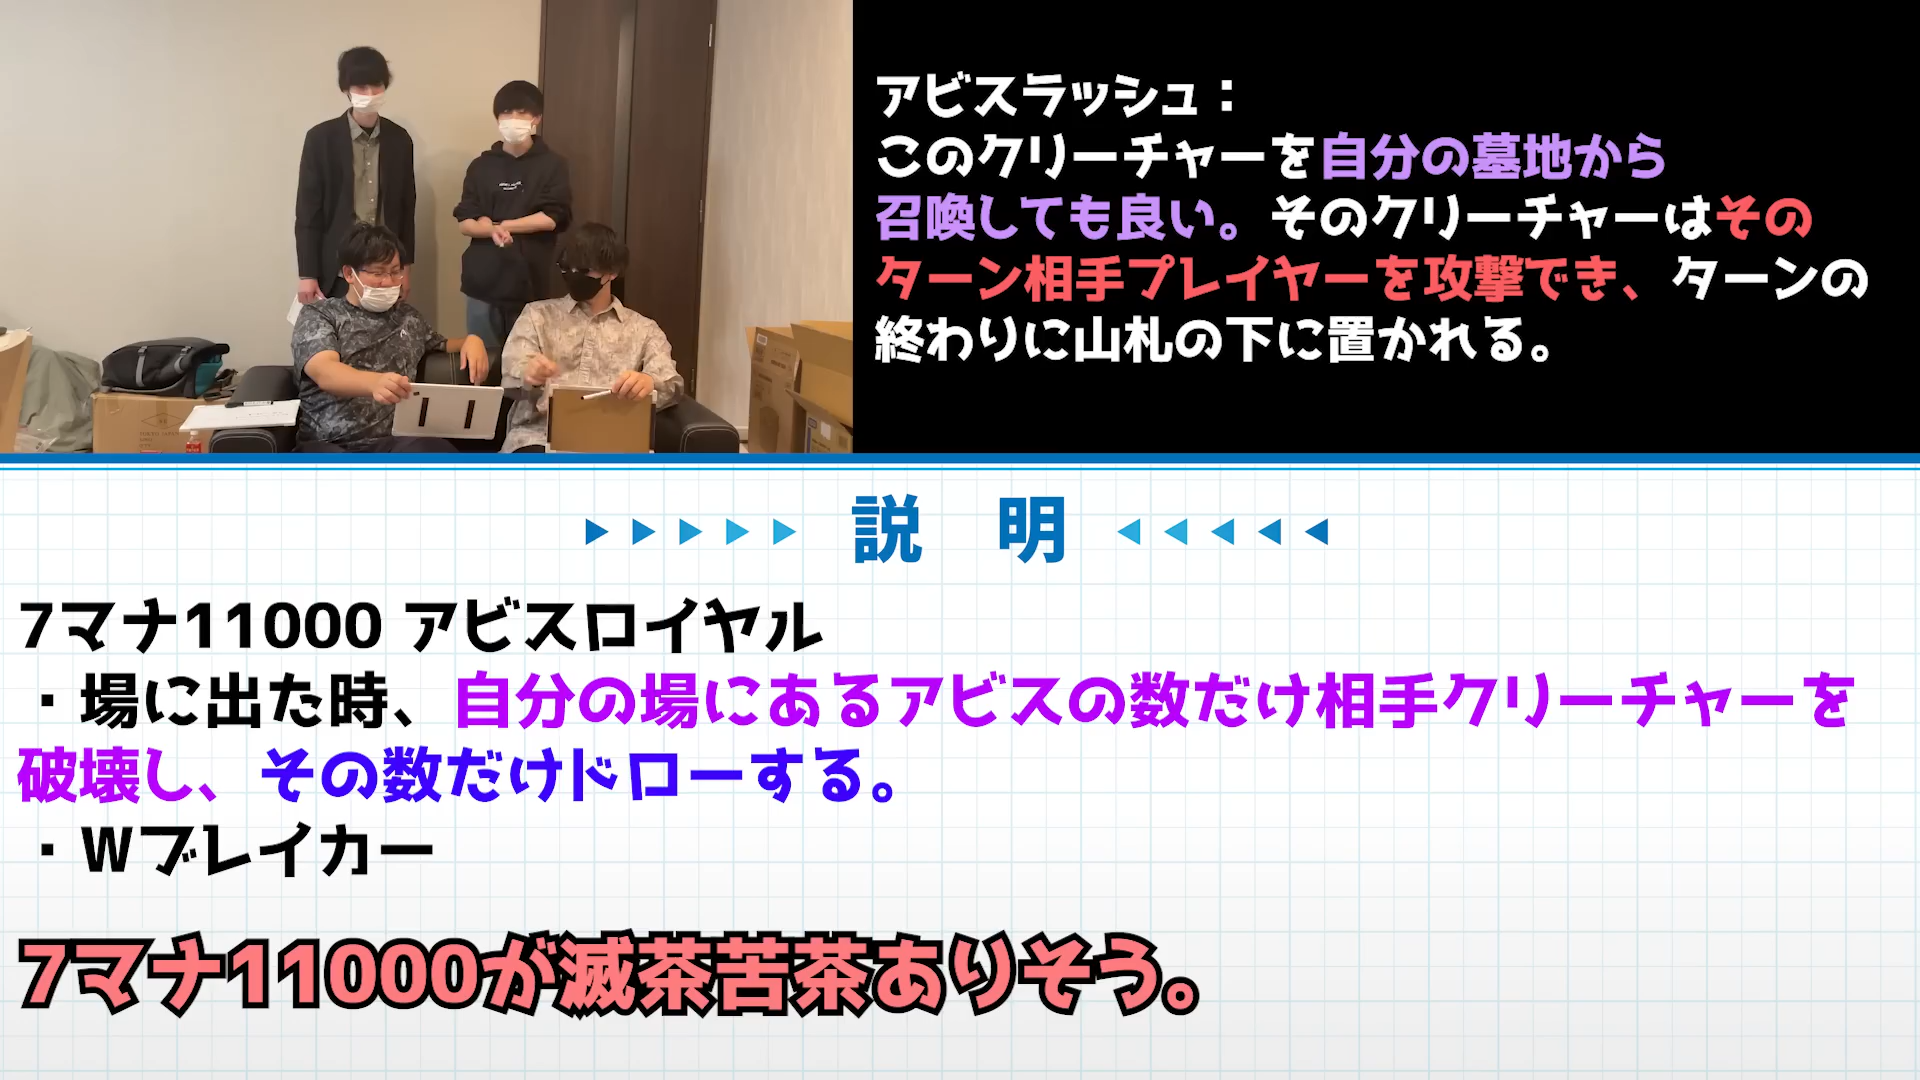 アビスラッシュ：
このクリーチャーを自分の墓地から
召喚しても良い。そのクリーチャーはその
ターン相手プレイヤーを攻撃でき、ターンの
終わりに山札の下に置かれる。
説　明
7マナ11000 アビスロイヤル
・場に出た時、自分の場にあるアビスの数だけ相手クリーチャーを
破壊し、その数だけドローする。
・Wブレイカー
7マナ11000が滅茶苦茶ありそう。